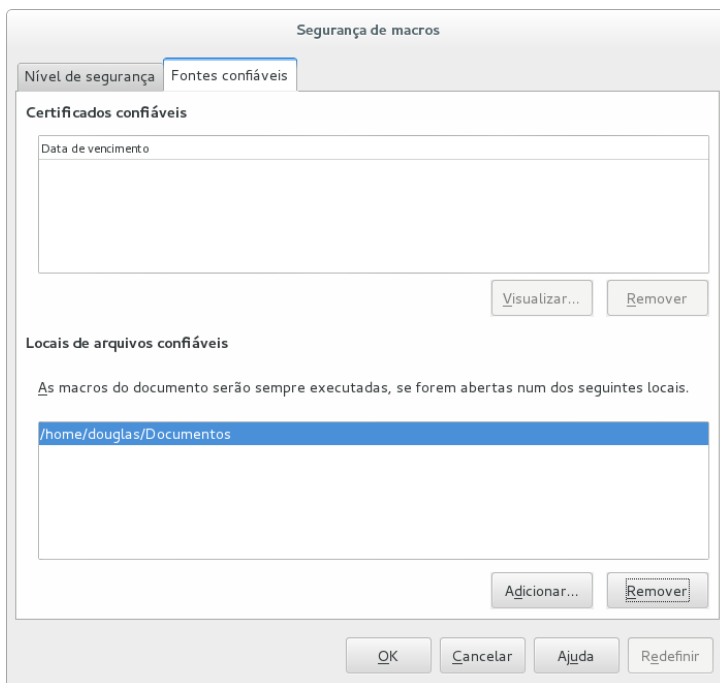 Segurança de macros
Nível de segurança
Fontes confiáveis
Certificados confiáveis
Data de vencimento
Visualizar...
Remover
Locais de arquivos confiáveis
As macros do documento serão sempre executadas, se forem abertas num dos seguintes locais.
/home/douglas/Documentos
Adicionar...
Remover
OK
Cancelar
Ajuda
Redefinir